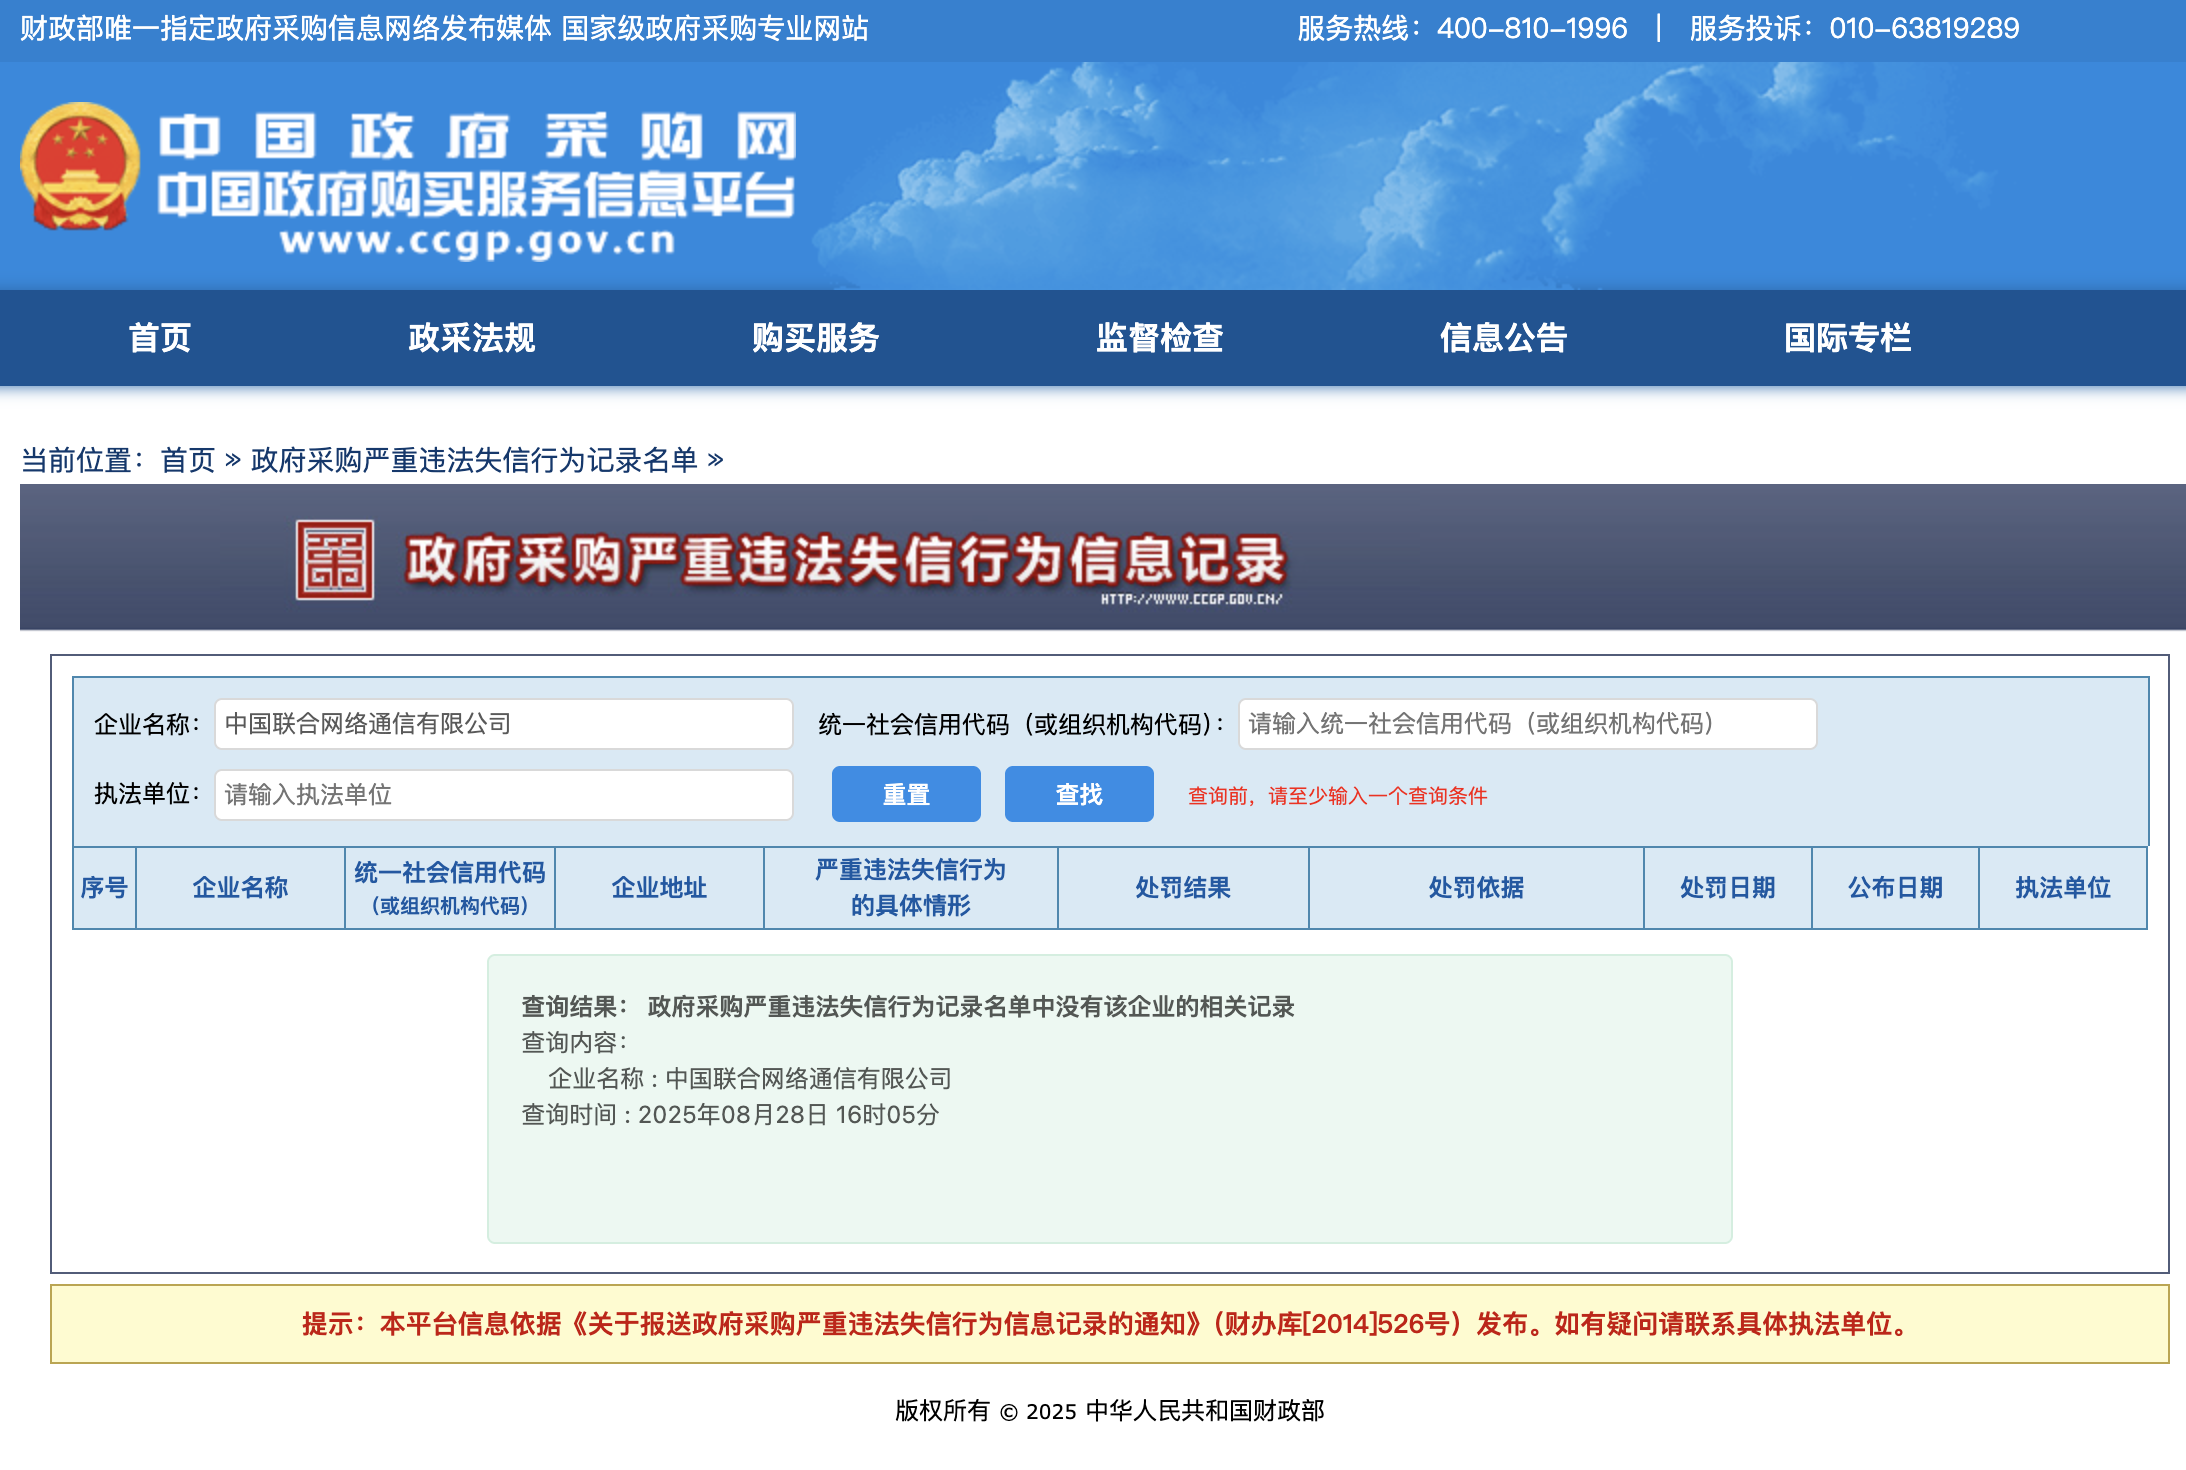 财政部唯一指定政府采购信息网络发布媒体 国家级政府采购专业网站
服务热线：400-810-1996 | 服务投诉：010-63819289
中国政府采购网
中国政府购买服务信息平台
www.ccgp.gov.cn
首页 政采法规 购买服务 监督检查 信息公告 国际专栏
当前位置：首页 » 政府采购严重违法失信行为记录名单 »
政府采购严重违法失信行为信息记录
HTTP://WWW.CCGP.GOV.CN/
企业名称： 中国联合网络通信有限公司 统一社会信用代码（或组织机构代码）： 请输入统一社会信用代码（或组织机构代码）
执法单位： 请输入执法单位 重置 查找 查询前，请至少输入一个查询条件
序号 企业名称 统一社会信用代码（或组织机构代码） 企业地址 严重违法失信行为的具体情形 处罚结果 处罚依据 处罚日期 公布日期 执法单位
查询结果： 政府采购严重违法失信行为记录名单中没有该企业的相关记录
查询内容：
企业名称 : 中国联合网络通信有限公司
查询时间 : 2025年08月28日 16时05分
提示：本平台信息依据《关于报送政府采购严重违法失信行为信息记录的通知》（财办库[2014]526号）发布。如有疑问请联系具体执法单位。
版权所有 © 2025 中华人民共和国财政部